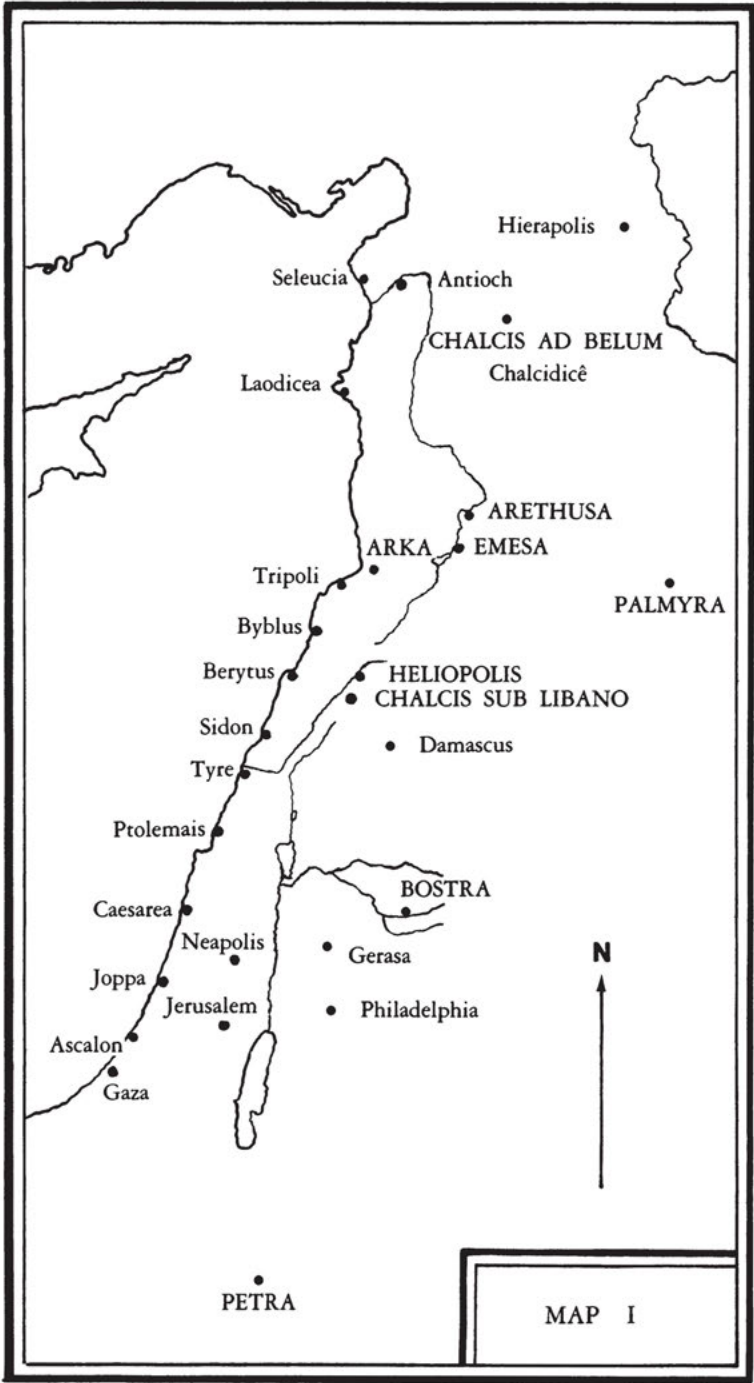 Hierapolis
Seleucia
Antioch
CHALCIS AD BELUM
Chalcidicê
Laodicea
ARETHUSA
ARKA
EMESA
Tripoli
PALMYRA
Byblus
Berytus
HELIOPOLIS
CHALCIS SUB LIBANO
Sidon
Damascus
Tyre
Ptolemais
BOSTRA
Caesarea
Neapolis
Gerasa
N
Joppa
Jerusalem
Philadelphia
Ascalon
Gaza
PETRA
MAP I